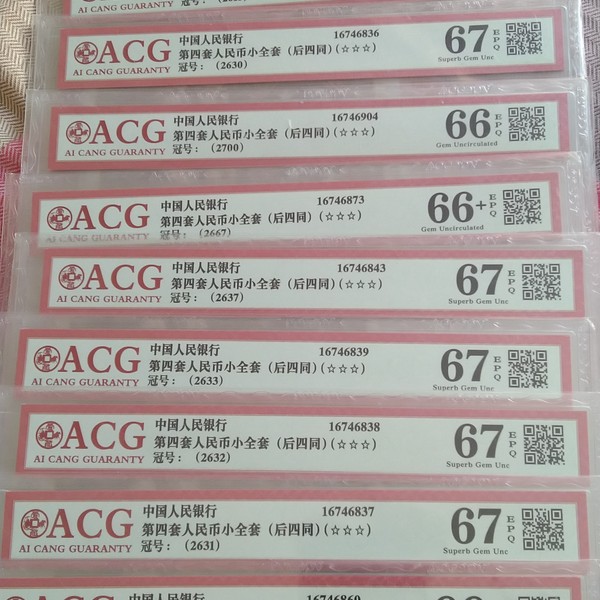 AI CANG GUARANTY
ACG
AI CANG GUARANTY
中国人民银行 16746836
第四套人民币小全套（后四同）(☆☆☆)
冠号：（2630）
67 EPQ
Superb Gem Unc
ACG
AI CANG GUARANTY
中国人民银行 16746904
第四套人民币小全套（后四同）(☆☆☆)
冠号：（2700）
66 EPQ
Gem Uncirculated
ACG
AI CANG GUARANTY
中国人民银行 16746873
第四套人民币小全套（后四同）(☆☆☆)
冠号：（2667）
66+ EPQ
Gem Uncirculated
ACG
AI CANG GUARANTY
中国人民银行 16746843
第四套人民币小全套（后四同）(☆☆☆)
冠号：（2637）
67 EPQ
Superb Gem Unc
ACG
AI CANG GUARANTY
中国人民银行 16746839
第四套人民币小全套（后四同）(☆☆☆)
冠号：（2633）
67 EPQ
Superb Gem Unc
ACG
AI CANG GUARANTY
中国人民银行 16746838
第四套人民币小全套（后四同）(☆☆☆)
冠号：（2632）
67 EPQ
Superb Gem Unc
ACG
AI CANG GUARANTY
中国人民银行 16746837
第四套人民币小全套（后四同）(☆☆☆)
冠号：（2631）
67 EPQ
Superb Gem Unc
中国人民银行 16746869